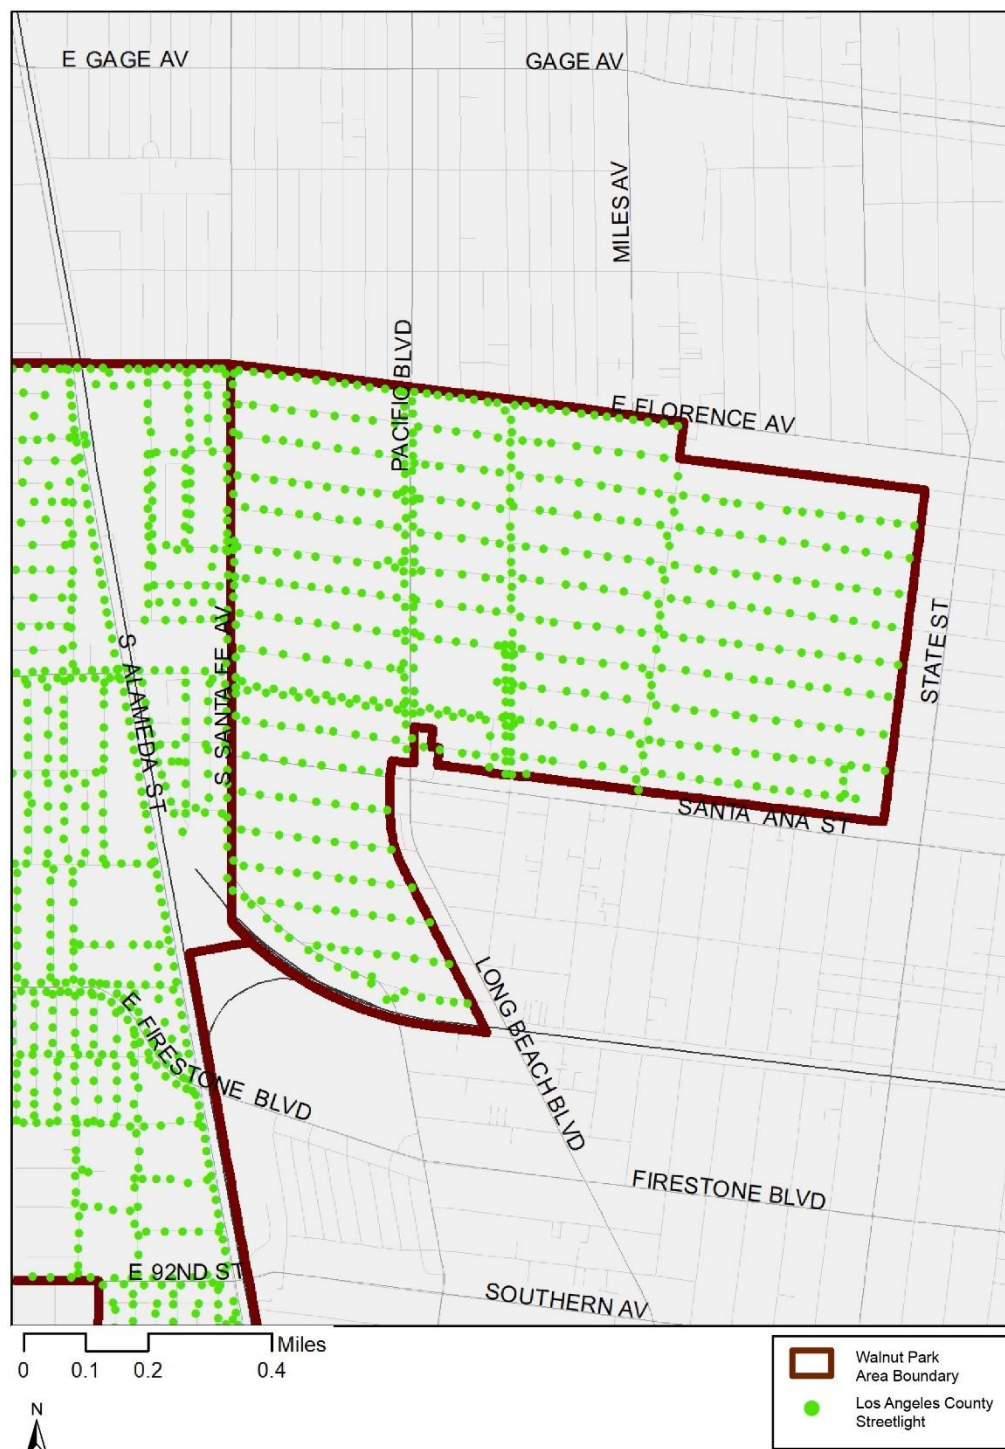 E GAGE AV
GAGE AV
MILES AV
PACIFIC BLVD
E FLORENCE AV
S SANTA FE AV
S ALAMEDA ST
STATE ST
SANTA ANA ST
LONG BEACH BLVD
E FIRESTONE BLVD
FIRESTONE BLVD
E 92ND ST
SOUTHERN AV
Miles
0 0.1 0.2 0.4
N
Walnut Park
Area Boundary
Los Angeles County
Streetlight